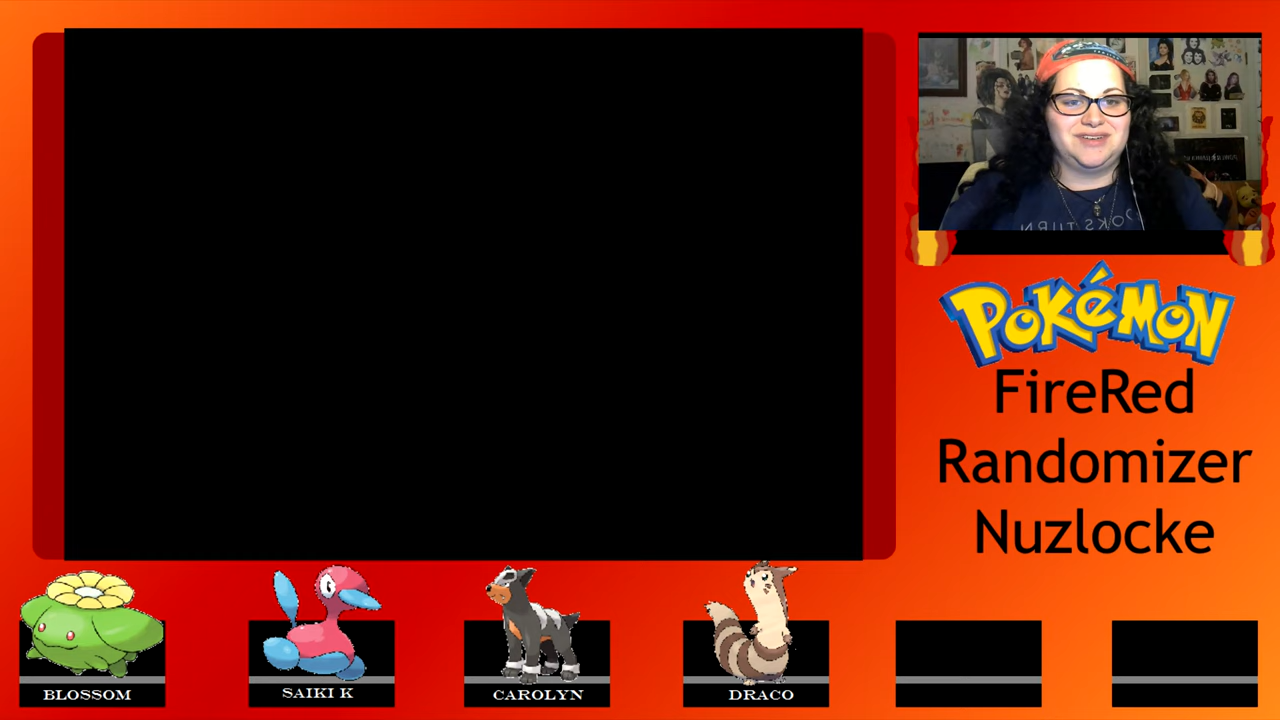 POKéMON
FireRed
Randomizer
Nuzlocke
BLOSSOM
SAIKI K
CAROLYN
DRACO